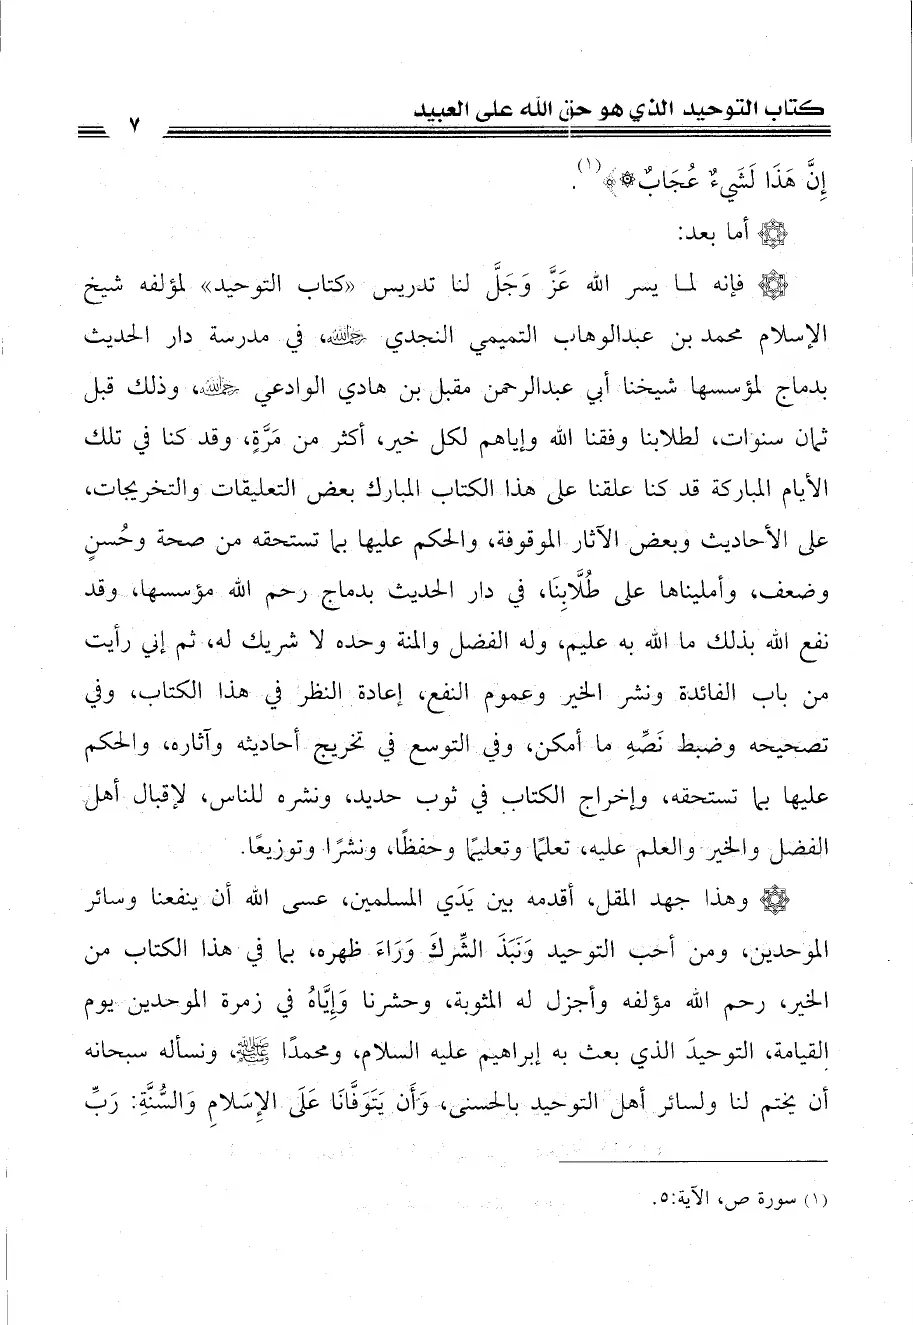 كتاب التوحيد الذي هو حق الله على العبيد ٧
إِنَّ هَذَا لَشَيْءٌ عُجَابٌ﴾(١).
أما بعد:
فإنه لما يسر الله عَزَّ وَجَلَّ لنا تدريس «كتاب التوحيد» لمؤلفه شيخ
الإسلام محمد بن عبدالوهاب التميمي النجدي رحمه الله، في مدرسة دار الحديث
بدماج لمؤسسها شيخنا أبي عبدالرحمن مقبل بن هادي الوادعي رحمه الله، وذلك قبل
ثمان سنوات، لطلابنا وفقنا الله وإياهم لكل خير، أكثر من مَرَّةٍ، وقد كنا في تلك
الأيام المباركة قد كنا علقنا على هذا الكتاب المبارك بعض التعليقات والتخريجات،
على الأحاديث وبعض الآثار الموقوفة، والحكم عليها بما تستحقه من صحة وحُسنٍ
وضعف، وأمليناها على طُلَّابِنَا، في دار الحديث بدماج رحم الله مؤسسها، وقد
نفع الله بذلك ما الله به عليم، وله الفضل والمنة وحده لا شريك له، ثم إني رأيت
من باب الفائدة ونشر الخير وعموم النفع، إعادة النظر في هذا الكتاب، وفي
تصحيحه وضبط نَصِّهِ ما أمكن، وفي التوسع في تخريج أحاديثه وآثاره، والحكم
عليها بما تستحقه، وإخراج الكتاب في ثوب جديد، ونشره للناس، لإقبال أهل
الفضل والخير والعلم عليه، تعلمًا وتعليمًا وحفظًا، ونشرًا وتوزيعًا.
وهذا جهد المقل، أقدمه بين يَدَي المسلمين، عسى الله أن ينفعنا وسائر
الموحدين، ومن أحب التوحيد وَنَبَذَ الشِّركَ وَرَاءَ ظهره، بما في هذا الكتاب من
الخير، رحم الله مؤلفه وأجزل له المثوبة، وحشرنا وَإِيَّاهُ في زمرة الموحدين يوم
القيامة، التوحيدَ الذي بعث به إبراهيم عليه السلام، ومحمدًا ﷺ، ونسأله سبحانه
أن يختم لنا ولسائر أهل التوحيد بالحسنى، وَأَن يَتَوَفَّانَا عَلَى الإِسلَامِ وَالسُّنَّةِ: رَبِّ
(١) سورة ص، الآية:٥.